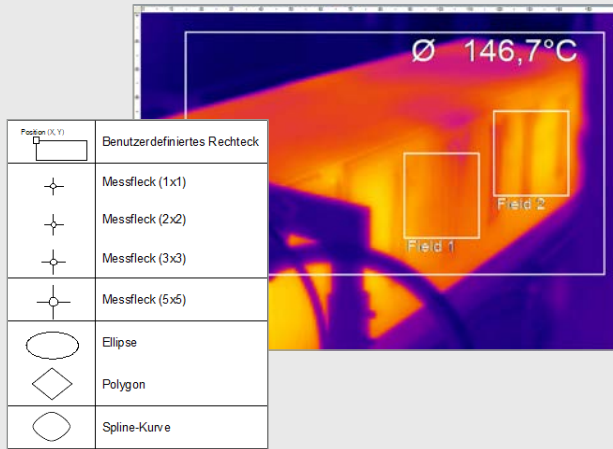 Ø 146,7°C
Field 2
Field 1
Position (X, Y)
Benutzerdefiniertes Rechteck
Messfleck (1x1)
Messfleck (2x2)
Messfleck (3x3)
Messfleck (5x5)
Ellipse
Polygon
Spline-Kurve